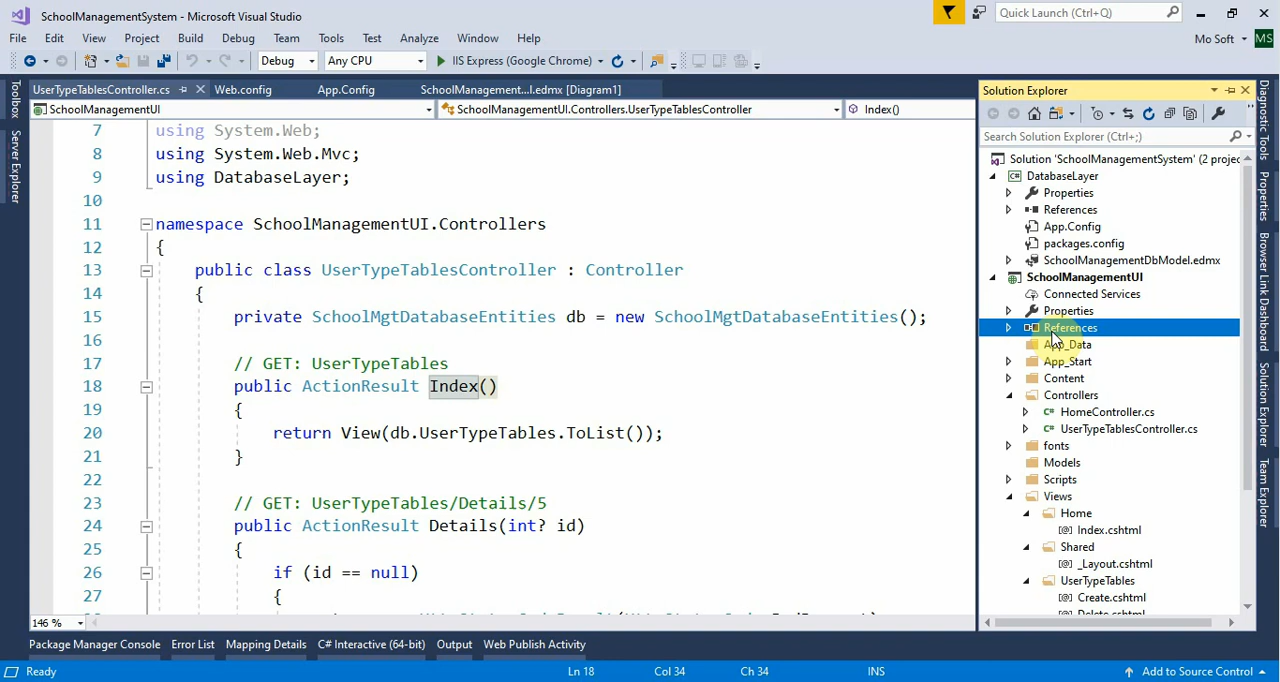 SchoolManagementSystem - Microsoft Visual Studio
Quick Launch (Ctrl+Q)
File Edit View Project Build Debug Team Tools Test Analyze Window Help
Mo Soft MS
Debug Any CPU IIS Express (Google Chrome)
UserTypeTablesController.cs Web.config App.Config SchoolManagement...l.edmx [Diagram1]
SchoolManagementUI SchoolManagementUI.Controllers.UserTypeTablesController Index()
7 using System.Web;
8 using System.Web.Mvc;
9 using DatabaseLayer;
10
11 namespace SchoolManagementUI.Controllers
12 {
13 public class UserTypeTablesController : Controller
14 {
15 private SchoolMgtDatabaseEntities db = new SchoolMgtDatabaseEntities();
16
17 // GET: UserTypeTables
18 public ActionResult Index()
19 {
20 return View(db.UserTypeTables.ToList());
21 }
22
23 // GET: UserTypeTables/Details/5
24 public ActionResult Details(int? id)
25 {
26 if (id == null)
27 {
146 %
Toolbox
Server Explorer
Solution Explorer
Search Solution Explorer (Ctrl+;)
Solution 'SchoolManagementSystem' (2 projec
DatabaseLayer
Properties
References
App.Config
packages.config
SchoolManagementDbModel.edmx
SchoolManagementUI
Connected Services
Properties
References
App_Data
App_Start
Content
Controllers
HomeController.cs
UserTypeTablesController.cs
fonts
Models
Scripts
Views
Home
Index.cshtml
Shared
_Layout.cshtml
UserTypeTables
Create.cshtml
Delete.cshtml
Diagnostic Tools
Properties
Browser Link Dashboard
Solution Explorer
Team Explorer
Package Manager Console Error List Mapping Details C# Interactive (64-bit) Output Web Publish Activity
Ready Ln 18 Col 34 Ch 34 INS Add to Source Control